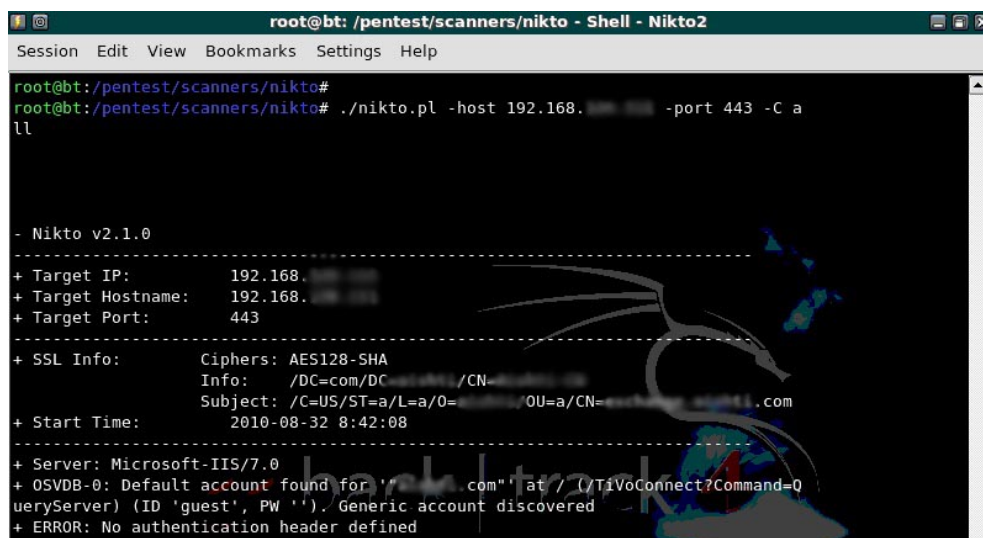 root@bt: /pentest/scanners/nikto - Shell - Nikto2
Session Edit View Bookmarks Settings Help
root@bt:/pentest/scanners/nikto#
root@bt:/pentest/scanners/nikto# ./nikto.pl -host 192.168. -port 443 -C a
ll
- Nikto v2.1.0
---------------------------------------------------------------------------
+ Target IP: 192.168.
+ Target Hostname: 192.168.
+ Target Port: 443
---------------------------------------------------------------------------
+ SSL Info: Ciphers: AES128-SHA
Info: /DC=com/DC /CN=
Subject: /C=US/ST=a/L=a/O= /OU=a/CN= .com
+ Start Time: 2010-08-32 8:42:08
---------------------------------------------------------------------------
+ Server: Microsoft-IIS/7.0
+ OSVDB-0: Default account found for '" .com"' at / (/TiVoConnect?Command=Q
ueryServer) (ID 'guest', PW ''). Generic account discovered
+ ERROR: No authentication header defined
back | track 4